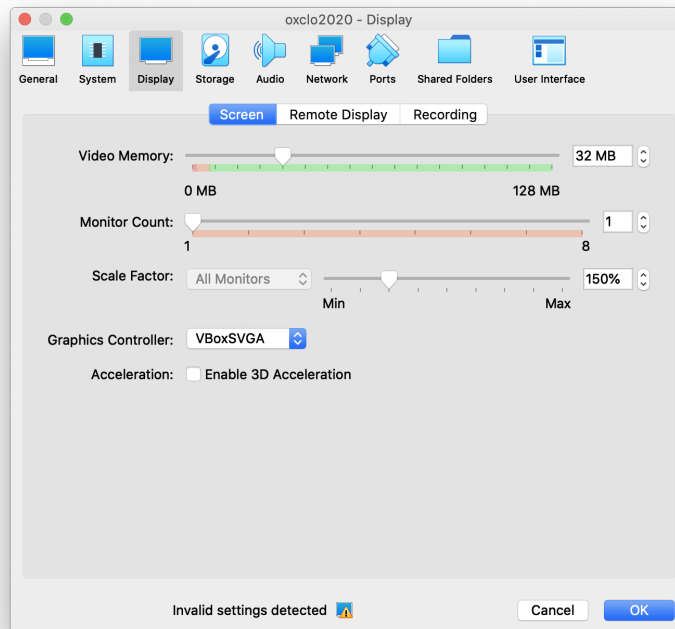 oxclo2020 - Display
General System Display Storage Audio Network Ports Shared Folders User Interface
Screen Remote Display Recording
Video Memory: 32 MB
0 MB 128 MB
Monitor Count: 1
1 8
Scale Factor: All Monitors 150%
Min Max
Graphics Controller: VBoxSVGA
Acceleration: Enable 3D Acceleration
Invalid settings detected Cancel OK